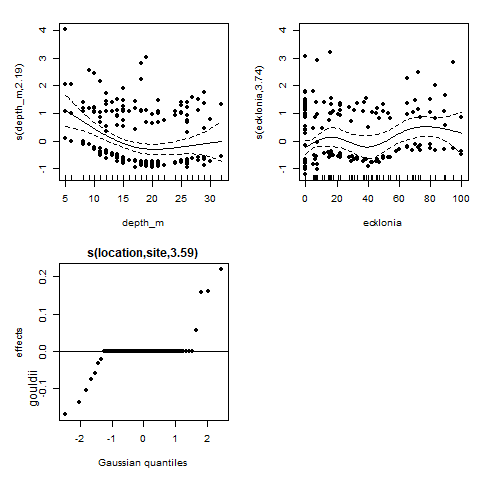 s(depth_m,2.19)
4
3
2
1
0
-1
5 10 15 20 25 30
depth_m
s(ecklonia,3.74)
4
3
2
1
0
-1
0 20 40 60 80 100
ecklonia
s(location,site,3.59)
gouldii
effects
0.2
0.1
0.0
-0.1
-2 -1 0 1 2
Gaussian quantiles